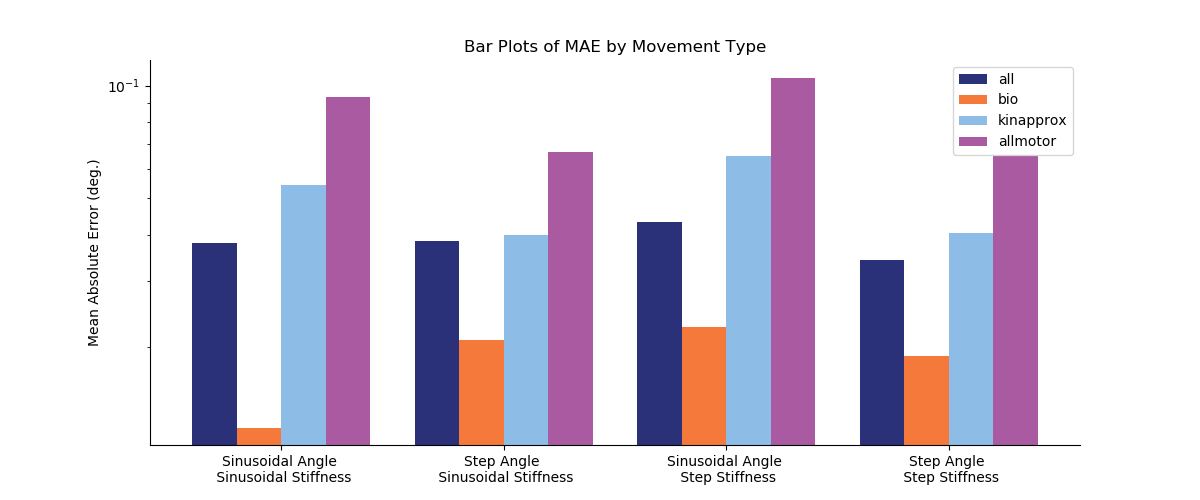 Bar Plots of MAE by Movement Type
10⁻¹
Mean Absolute Error (deg.)
all
bio
kinapprox
allmotor
Sinusoidal Angle
Sinusoidal Stiffness
Step Angle
Sinusoidal Stiffness
Sinusoidal Angle
Step Stiffness
Step Angle
Step Stiffness